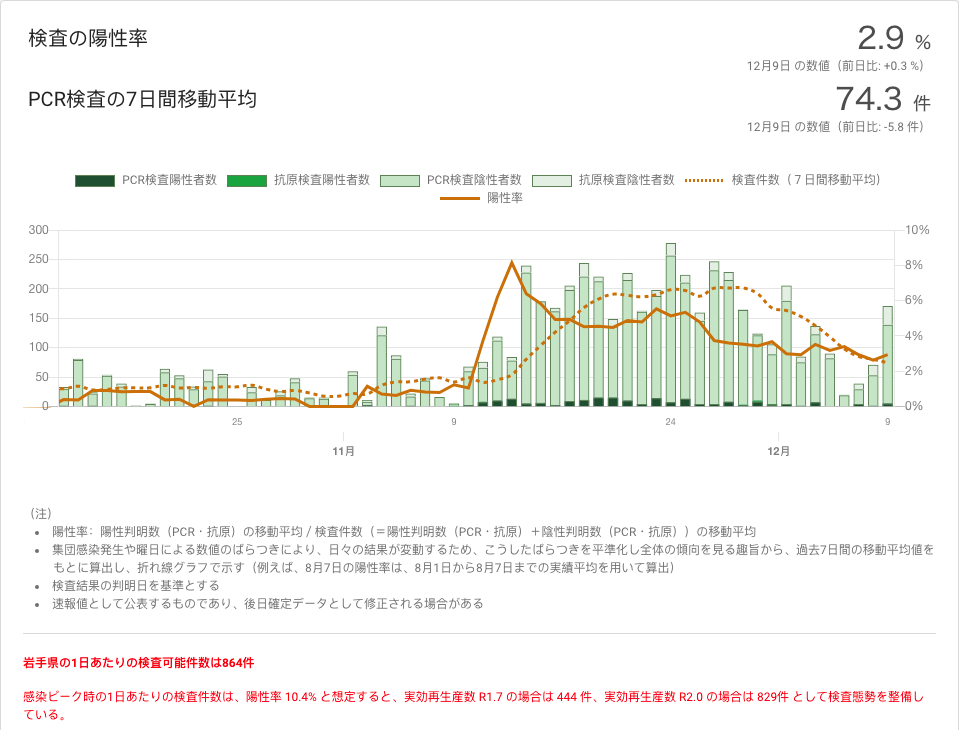 検査の陽性率
2.9 %
12月9日 の数値（前日比: +0.3 %）
PCR検査の7日間移動平均
74.3 件
12月9日 の数値（前日比: -5.8 件）
PCR検査陽性者数 抗原検査陽性者数 PCR検査陰性者数 抗原検査陰性者数 検査件数（７日間移動平均）
陽性率
300 10%
250 8%
200 6%
150 4%
100 2%
50 0%
0
25 9 24 9
11月 12月
（注）
• 陽性率：陽性判明数（PCR・抗原）の移動平均 / 検査件数（＝陽性判明数（PCR・抗原）＋陰性判明数（PCR・抗原））の移動平均
• 集団感染発生や曜日による数値のばらつきにより、日々の結果が変動するため、こうしたばらつきを平準化し全体の傾向を見る趣旨から、過去7日間の移動平均値を
もとに算出し、折れ線グラフで示す（例えば、8月7日の陽性率は、8月1日から8月7日までの実績平均を用いて算出）
• 検査結果の判明日を基準とする
• 速報値として公表するものであり、後日確定データとして修正される場合がある
岩手県の1日あたりの検査可能件数は864件
感染ピーク時の1日あたりの検査件数は、陽性率 10.4% と想定すると、実効再生産数 R1.7 の場合は 444 件、実効再生産数 R2.0 の場合は 829件 として検査態勢を整備し
ている。